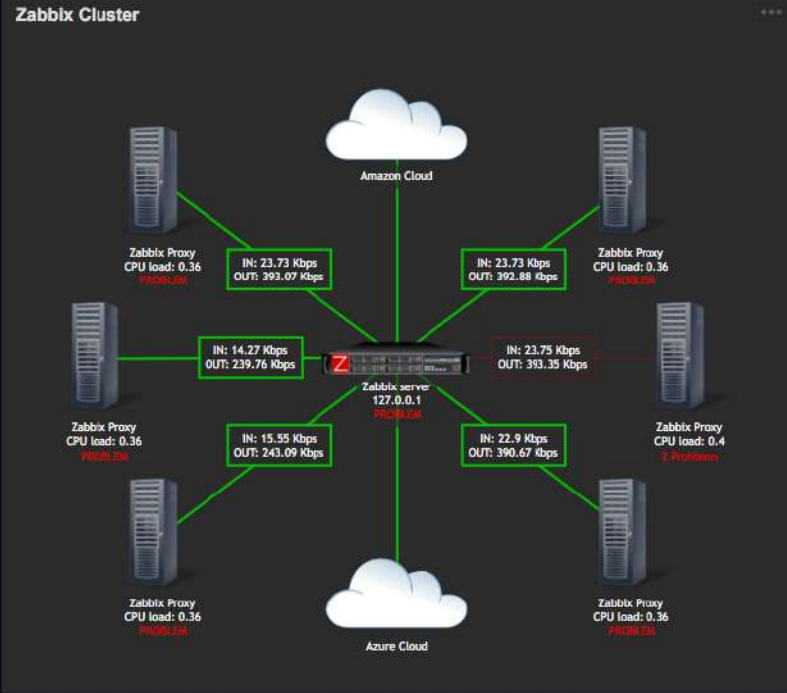 Zabbix Cluster
Amazon Cloud
Zabbix Proxy
CPU load: 0.36
PROBLEM
IN: 23.73 Kbps
OUT: 393.07 Kbps
IN: 23.73 Kbps
OUT: 392.88 Kbps
Zabbix Proxy
CPU load: 0.36
PROBLEM
Zabbix Proxy
CPU load: 0.36
PROBLEM
IN: 14.27 Kbps
OUT: 239.76 Kbps
Z
Zabbix server
127.0.0.1
PROBLEM
IN: 23.75 Kbps
OUT: 393.35 Kbps
Zabbix Proxy
CPU load: 0.4
2 Problems
IN: 15.55 Kbps
OUT: 243.09 Kbps
IN: 22.9 Kbps
OUT: 390.67 Kbps
Zabbix Proxy
CPU load: 0.36
PROBLEM
Azure Cloud
Zabbix Proxy
CPU load: 0.36
PROBLEM